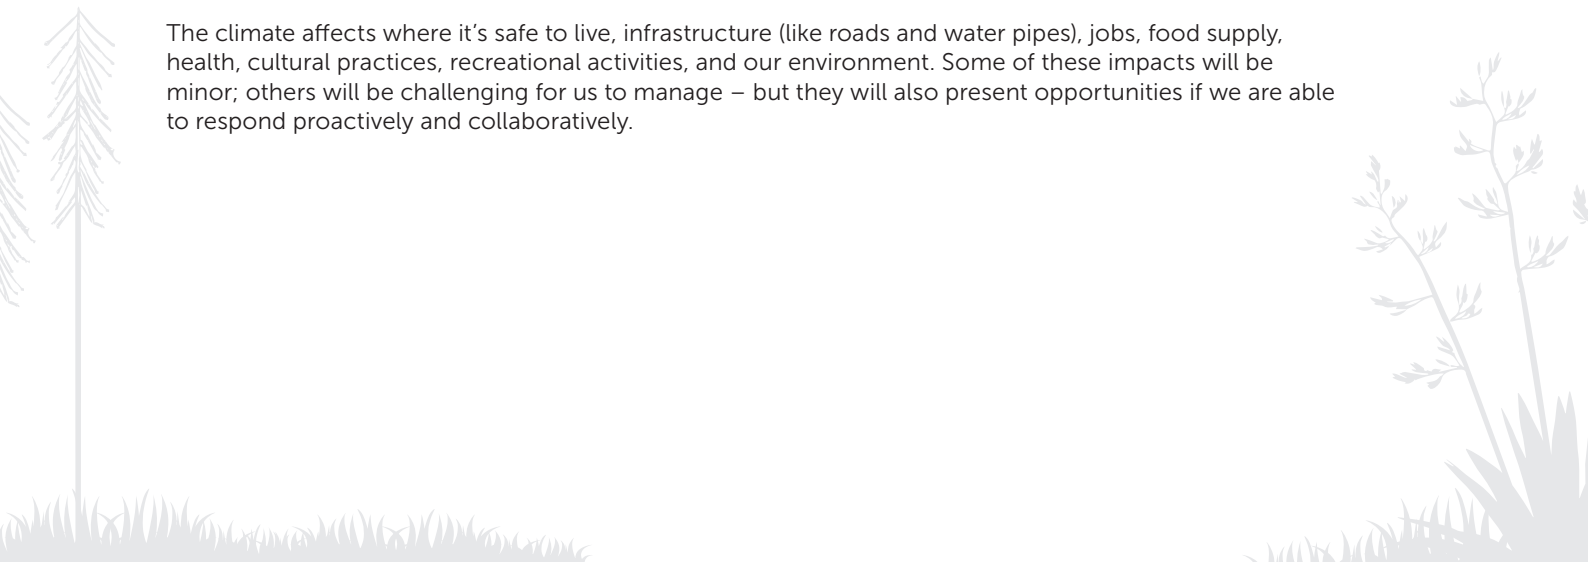 The climate affects where it’s safe to live, infrastructure (like roads and water pipes), jobs, food supply,
health, cultural practices, recreational activities, and our environment. Some of these impacts will be
minor; others will be challenging for us to manage – but they will also present opportunities if we are able
to respond proactively and collaboratively.